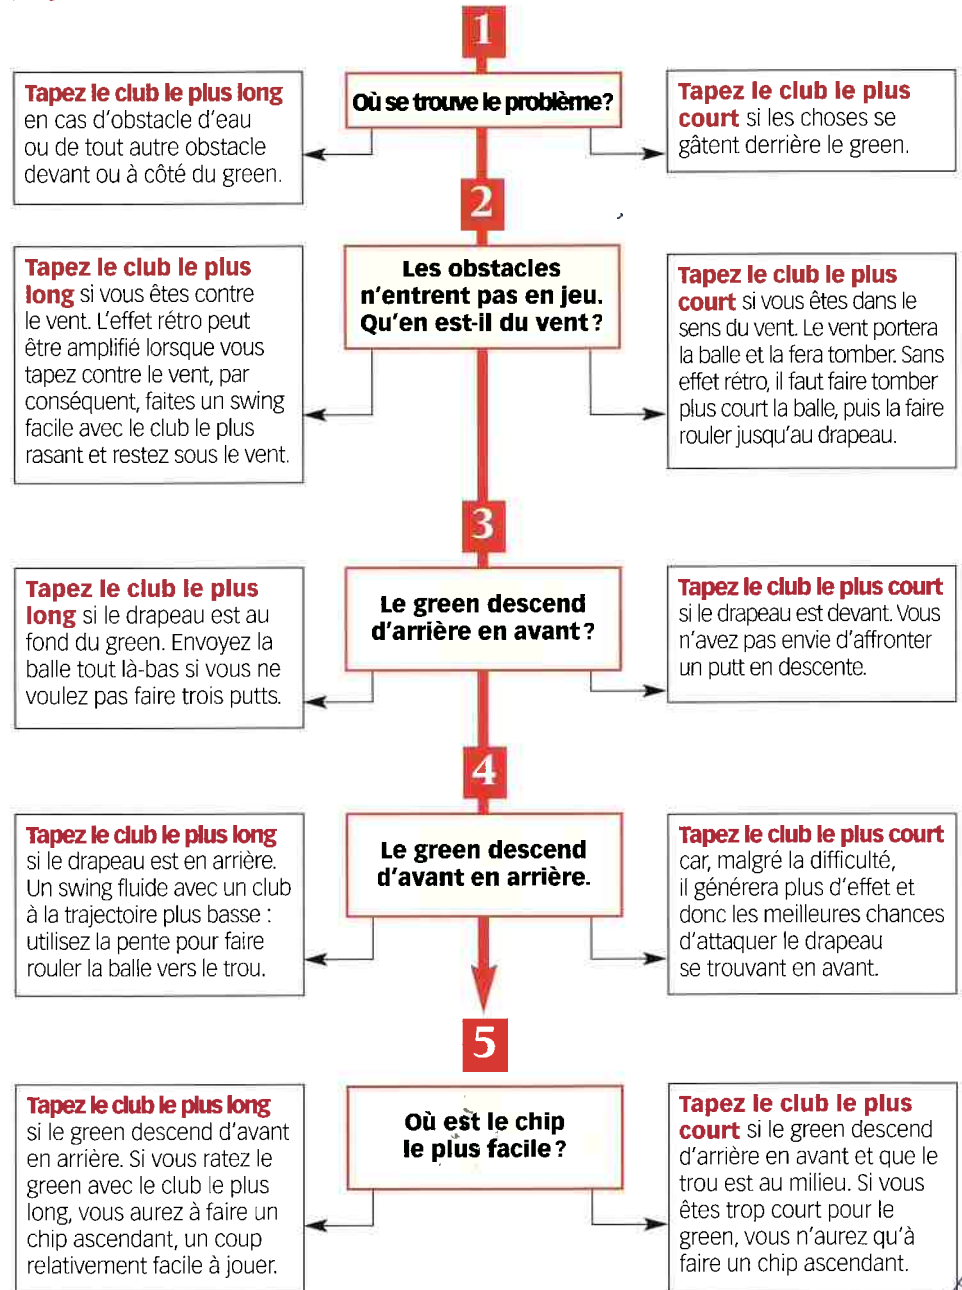 1
Où se trouve le problème?
Tapez le club le plus long
en cas d'obstacle d'eau
ou de tout autre obstacle
devant ou à côté du green.
Tapez le club le plus
court si les choses se
gâtent derrière le green.
2
Les obstacles
n'entrent pas en jeu.
Qu'en est-il du vent?
Tapez le club le plus
long si vous êtes contre
le vent. L'effet rétro peut
être amplifié lorsque vous
tapez contre le vent, par
conséquent, faites un swing
facile avec le club le plus
rasant et restez sous le vent.
Tapez le club le plus
court si vous êtes dans le
sens du vent. Le vent portera
la balle et la fera tomber. Sans
effet rétro, il faut faire tomber
plus court la balle, puis la faire
rouler jusqu'au drapeau.
3
Le green descend
d'arrière en avant?
Tapez le club le plus
long si le drapeau est au
fond du green. Envoyez la
balle tout là-bas si vous ne
voulez pas faire trois putts.
Tapez le club le plus court
si le drapeau est devant. Vous
n'avez pas envie d'affronter
un putt en descente.
4
Le green descend
d'avant en arrière.
Tapez le club le plus long
si le drapeau est en arrière.
Un swing fluide avec un club
à la trajectoire plus basse :
utilisez la pente pour faire
rouler la balle vers le trou.
Tapez le club le plus court
car, malgré la difficulté,
il générera plus d'effet et
donc les meilleures chances
d'attaquer le drapeau
se trouvant en avant.
5
Où est le chip
le plus facile?
Tapez le club le plus long
si le green descend d'avant
en arrière. Si vous ratez le
green avec le club le plus
long, vous aurez à faire un
chip ascendant, un coup
relativement facile à jouer.
Tapez le club le plus
court si le green descend
d'arrière en avant et que le
trou est au milieu. Si vous
êtes trop court pour le
green, vous n'aurez qu'à
faire un chip ascendant.